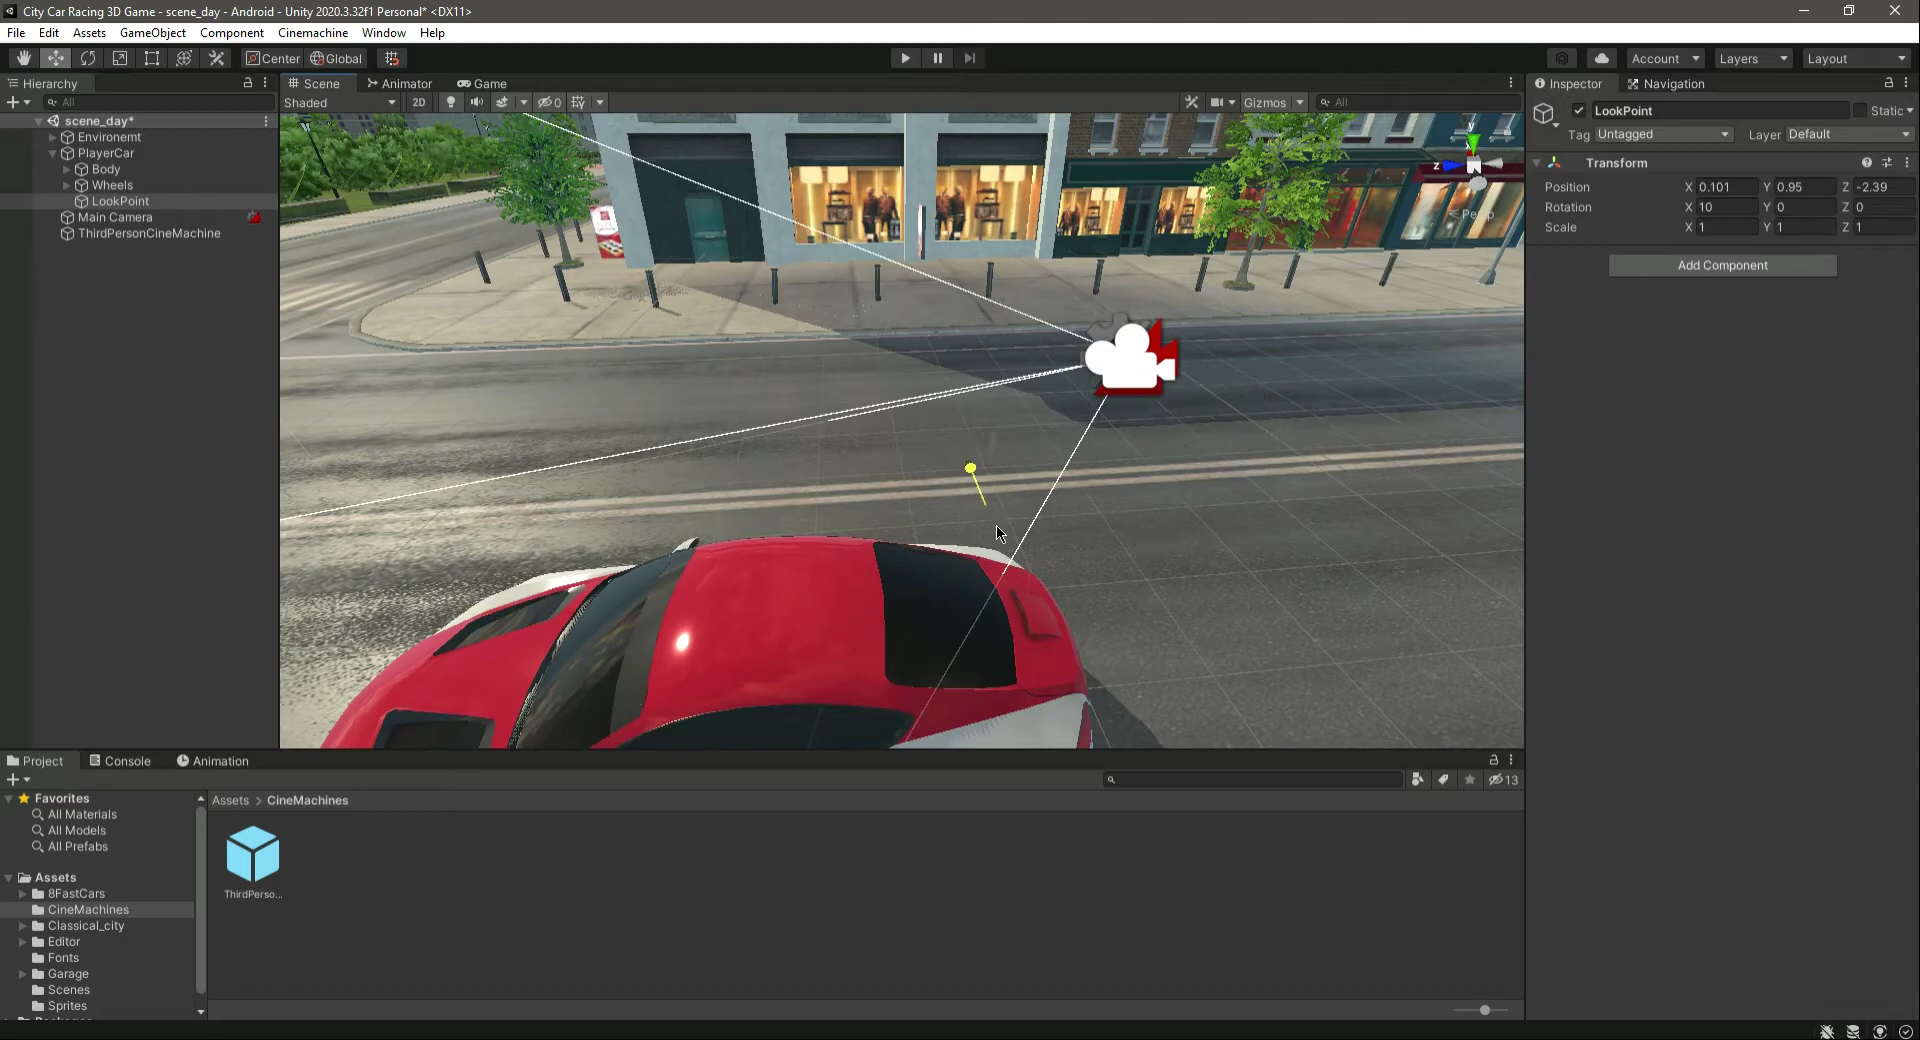 City Car Racing 3D Game - scene_day - Android - Unity 2020.3.32f1 Personal* <DX11>
File Edit Assets GameObject Component Cinemachine Window Help
Center Global Account Layers Layout
Hierarchy
All
scene_day*
Environemt
PlayerCar
Body
Wheels
LookPoint
Main Camera
ThirdPersonCineMachine
Scene Animator Game
Shaded 2D 0 Gizmos All
y
z
Persp
Inspector Navigation
LookPoint Static
Tag Untagged Layer Default
Transform
Position X 0.101 Y 0.95 Z -2.39
Rotation X 10 Y 0 Z 0
Scale X 1 Y 1 Z 1
Add Component
Project Console Animation
13
Favorites
All Materials
All Models
All Prefabs
Assets
8FastCars
CineMachines
Classical_city
Editor
Fonts
Garage
Scenes
Sprites
Assets > CineMachines
ThirdPerso...